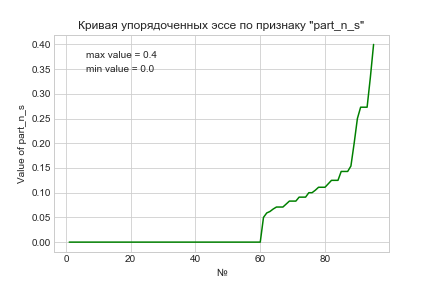 Кривая упорядоченных эссе по признаку "part_n_s"
max value = 0.4
min value = 0.0
Value of part_n_s
0.40
0.35
0.30
0.25
0.20
0.15
0.10
0.05
0.00
0 20 40 60 80
№